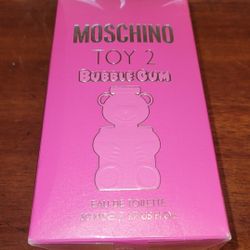 MOSCHINO
TOY 2
BUBBLE GUM
EAU DE TOILETTE